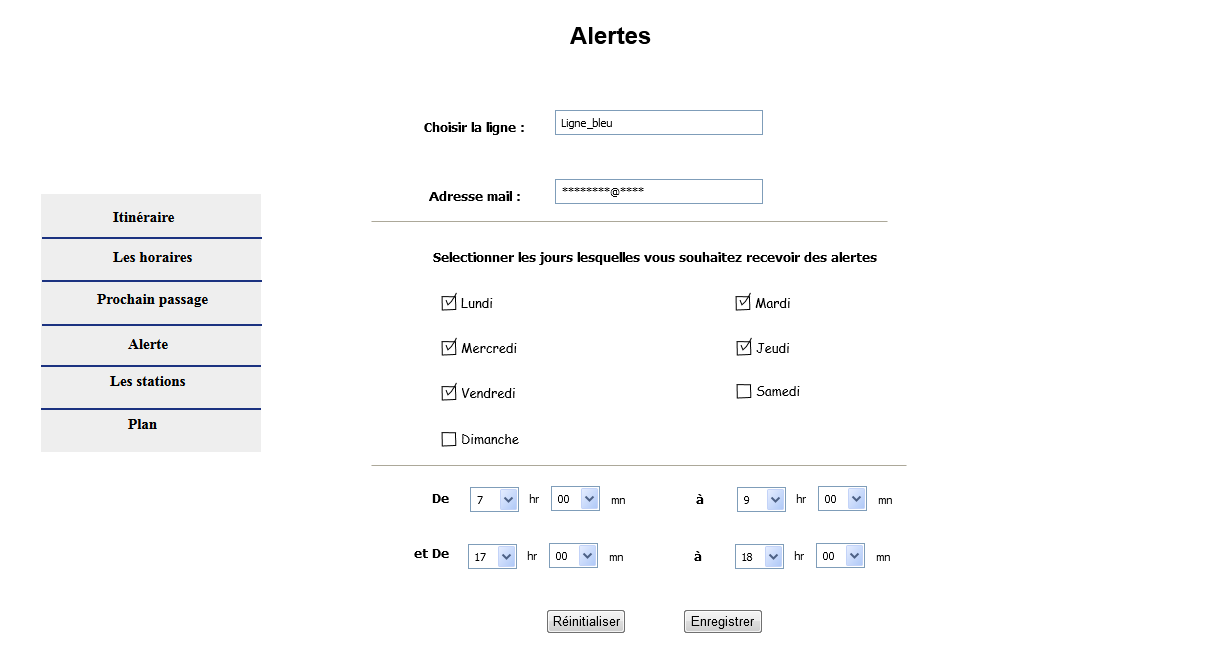 Alertes
Choisir la ligne :
Ligne_bleu
Adresse mail :
********@****
Itinéraire
Les horaires
Prochain passage
Alerte
Les stations
Plan
Selectionner les jours lesquelles vous souhaitez recevoir des alertes
Lundi
Mardi
Mercredi
Jeudi
Vendredi
Samedi
Dimanche
De 7 hr 00 mn à 9 hr 00 mn
et De 17 hr 00 mn à 18 hr 00 mn
Réinitialiser
Enregistrer